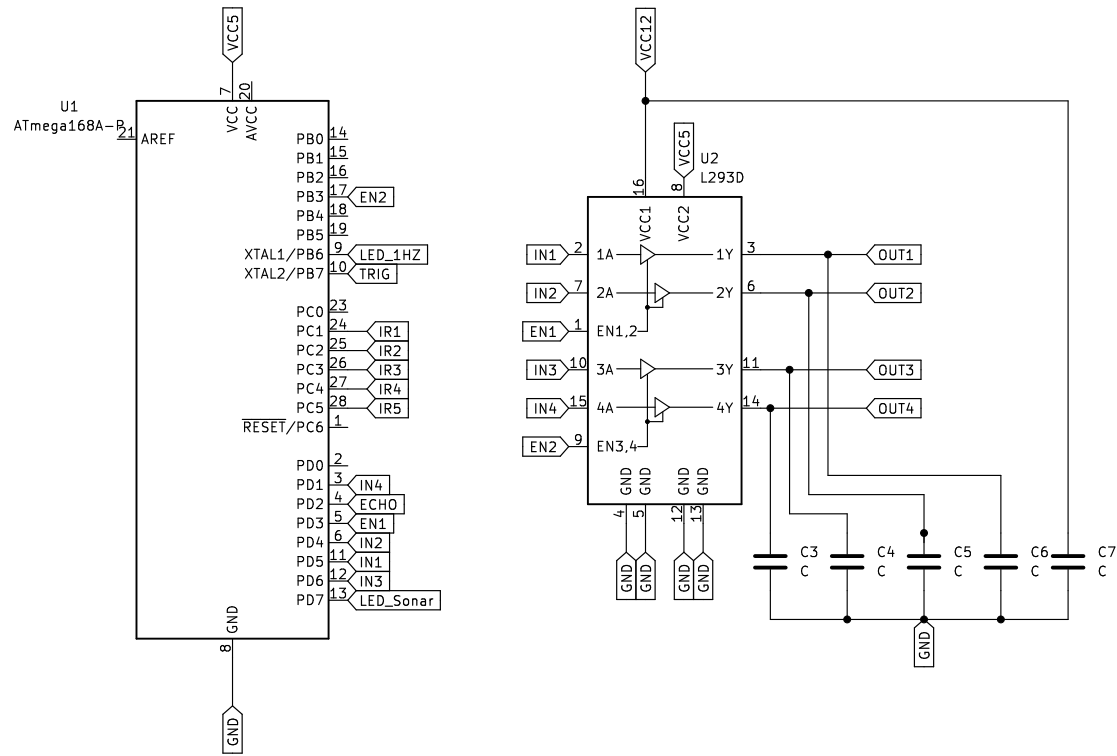 VCC5
7
20
U1
ATmega168A-P
VCC
AVCC
21
AREF
PB0 14
PB1 15
PB2 16
PB3 17 EN2
PB4 18
PB5 19
XTAL1/PB6 9 LED_1HZ
XTAL2/PB7 10 TRIG
PC0 23
PC1 24 IR1
PC2 25 IR2
PC3 26 IR3
PC4 27 IR4
PC5 28 IR5
RESET/PC6 1
PD0 2
PD1 3 IN4
PD2 4 ECHO
PD3 5 EN1
PD4 6 IN2
PD5 11 IN1
PD6 12 IN3
PD7 13 LED_Sonar
GND
8
GND
VCC12
VCC5
U2
L293D
16
8
VCC1
VCC2
IN1 2 1A 1Y 3 OUT1
IN2 7 2A 2Y 6 OUT2
EN1 1 EN1,2
IN3 10 3A 3Y 11 OUT3
IN4 15 4A 4Y 14 OUT4
EN2 9 EN3,4
GND GND GND GND
4 5 12 13
GND GND GND GND
C3 C4 C5 C6 C7
C C C C C
GND